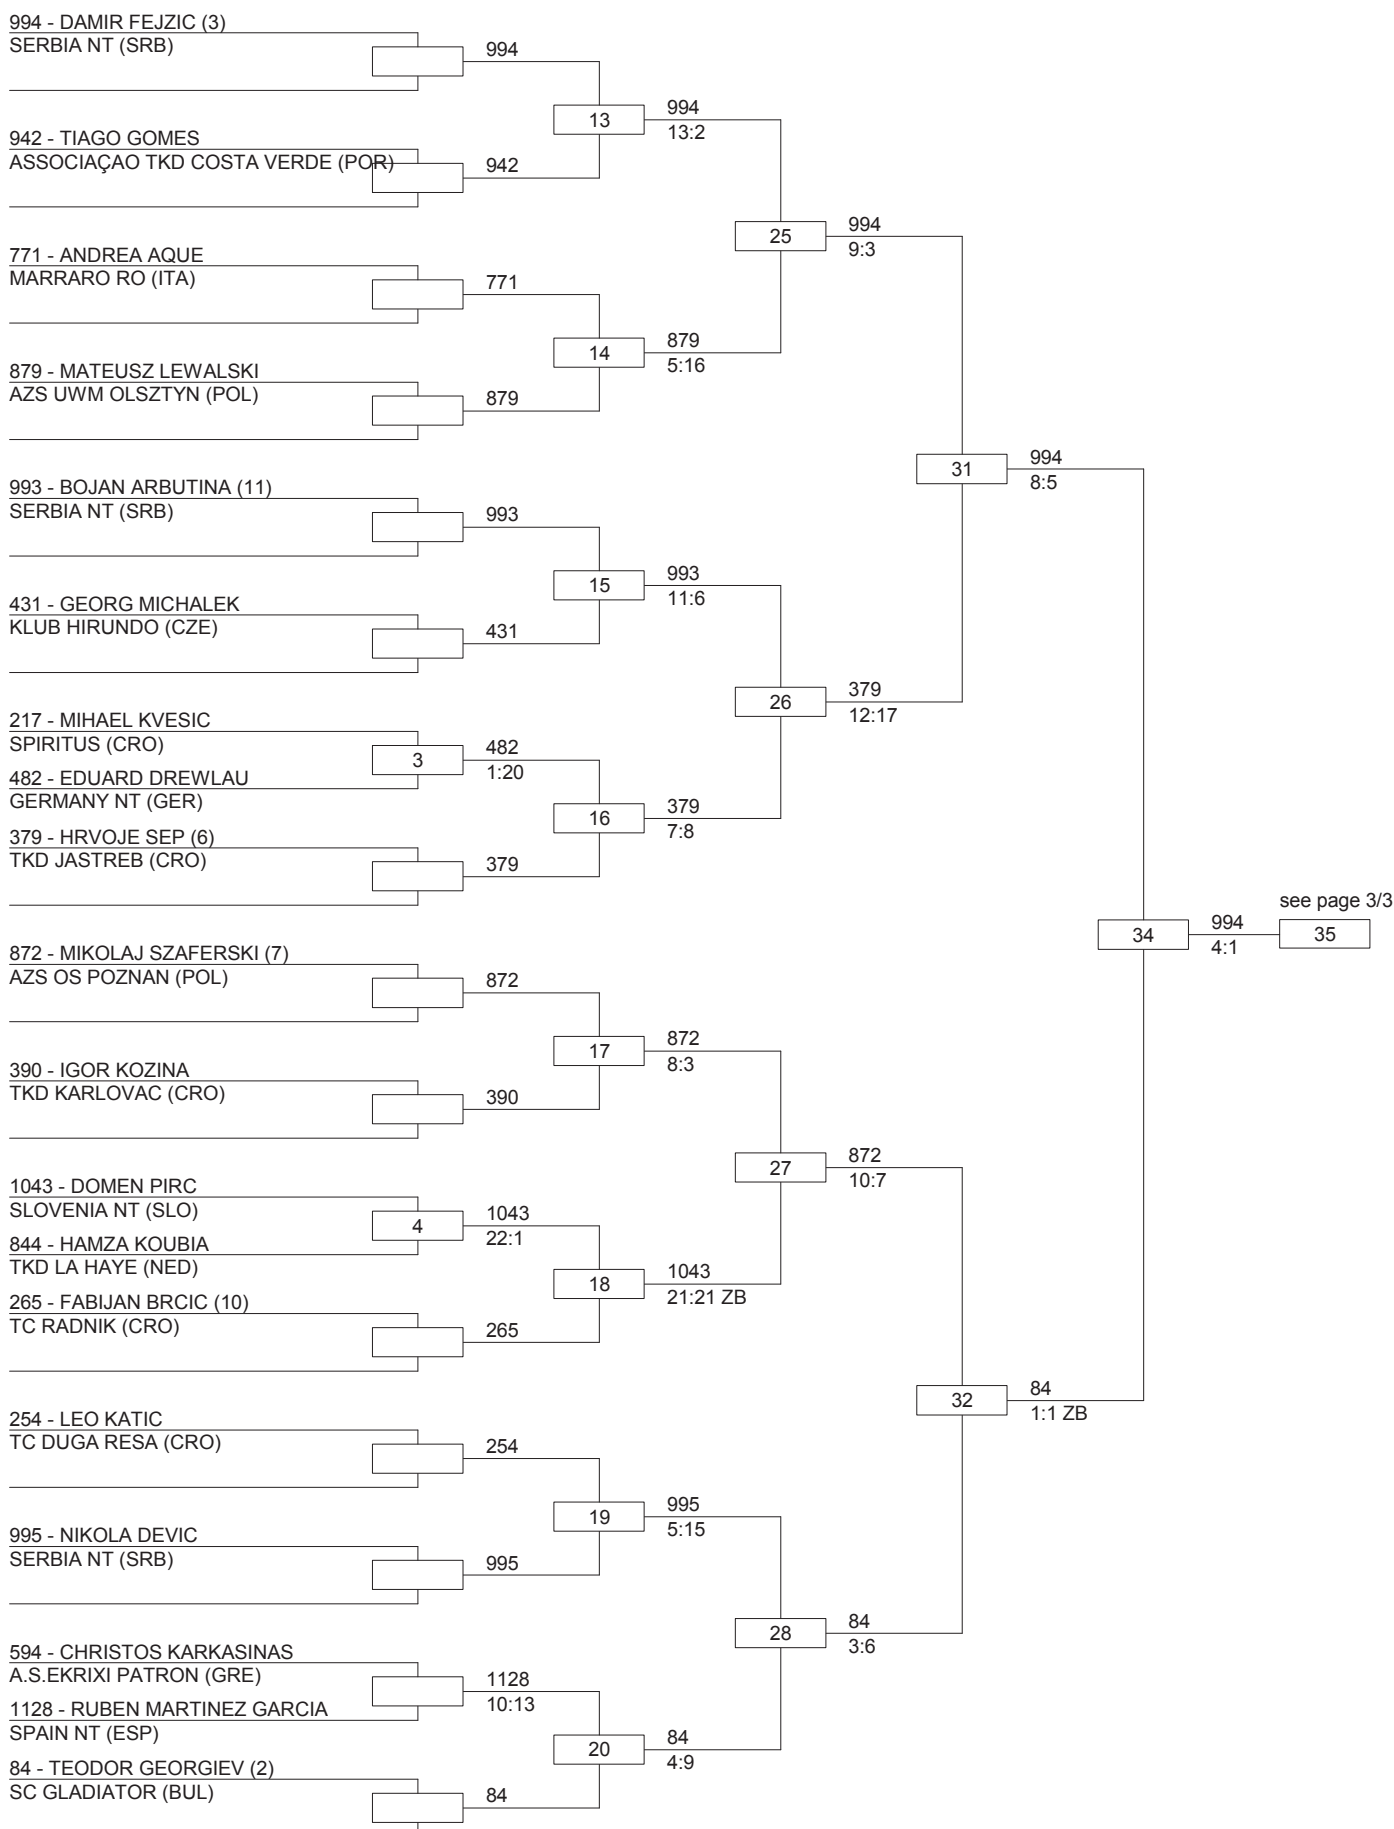 994 - DAMIR FEJZIC (3)
SERBIA NT (SRB)
994
13
994
13:2
942 - TIAGO GOMES
ASSOCIAÇAO TKD COSTA VERDE (POR)
942
25
994
9:3
771 - ANDREA AQUE
MARRARO RO (ITA)
771
14
879
5:16
879 - MATEUSZ LEWALSKI
AZS UWM OLSZTYN (POL)
879
31
994
8:5
993 - BOJAN ARBUTINA (11)
SERBIA NT (SRB)
993
15
993
11:6
431 - GEORG MICHALEK
KLUB HIRUNDO (CZE)
431
26
379
12:17
217 - MIHAEL KVESIC
SPIRITUS (CRO)
3
482
1:20
482 - EDUARD DREWLAU
GERMANY NT (GER)
16
379
7:8
379 - HRVOJE SEP (6)
TKD JASTREB (CRO)
379
see page 3/3
34
994
4:1
35
872 - MIKOLAJ SZAFERSKI (7)
AZS OS POZNAN (POL)
872
17
872
8:3
390 - IGOR KOZINA
TKD KARLOVAC (CRO)
390
27
872
10:7
1043 - DOMEN PIRC
SLOVENIA NT (SLO)
4
1043
22:1
844 - HAMZA KOUBIA
TKD LA HAYE (NED)
18
1043
21:21 ZB
265 - FABIJAN BRCIC (10)
TC RADNIK (CRO)
265
32
84
1:1 ZB
254 - LEO KATIC
TC DUGA RESA (CRO)
254
19
995
5:15
995 - NIKOLA DEVIC
SERBIA NT (SRB)
995
28
84
3:6
594 - CHRISTOS KARKASINAS
A.S.EKRIXI PATRON (GRE)
1128
10:13
1128 - RUBEN MARTINEZ GARCIA
SPAIN NT (ESP)
20
84
4:9
84 - TEODOR GEORGIEV (2)
SC GLADIATOR (BUL)
84